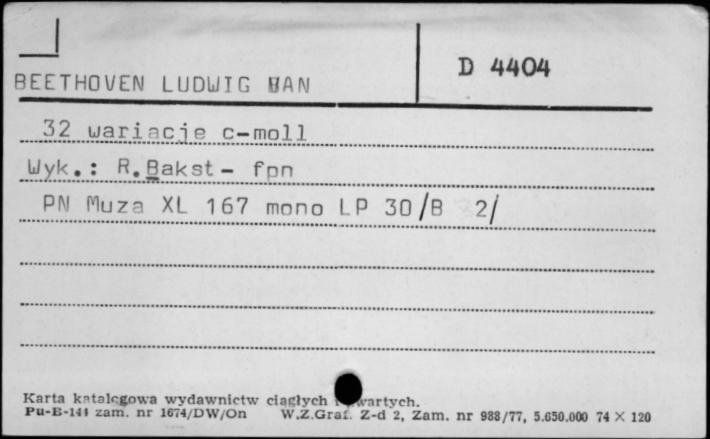 D 4404
BEETHOVEN LUDWIG VAN
32 wariacje c-moll
Wyk.: R.Bakst- fpn
PN Muza XL 167 mono LP 30/B 2/
Karta katalogowa wydawnictw ciągłych i zwartych.
Pu-B-144 zam. nr 1674/DW/On W.Z.Graf. Z-d 2, Zam. nr 988/77, 5.650.000 74 X 120